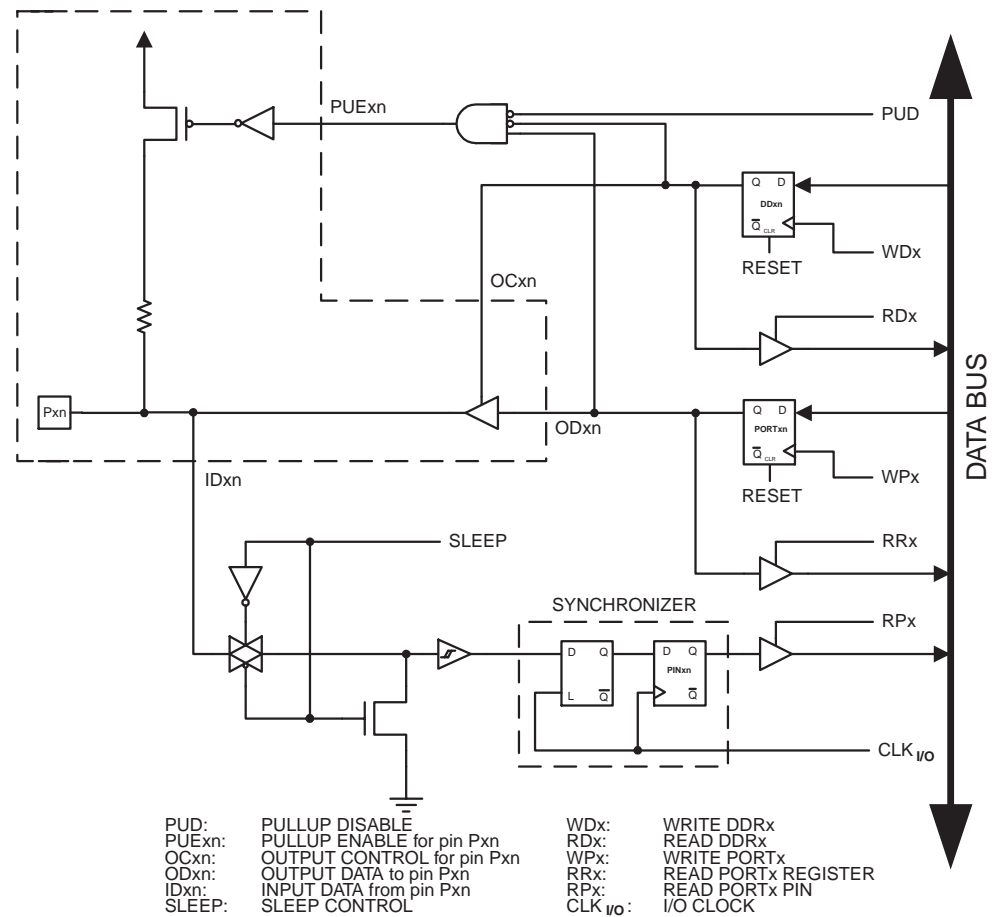 PUExn
PUD
Q D
DDxn
Q CLR
WDx
RESET
OCxn
RDx
DATA BUS
Pxn
Q D
PORTxn
ODxn
Q CLR
IDxn
WPx
RESET
SLEEP
RRx
SYNCHRONIZER
RPx
D Q
D Q
PINxn
L Q
Q
CLK I/O
PUD: PULLUP DISABLE
PUExn: PULLUP ENABLE for pin Pxn
OCxn: OUTPUT CONTROL for pin Pxn
ODxn: OUTPUT DATA to pin Pxn
IDxn: INPUT DATA from pin Pxn
SLEEP: SLEEP CONTROL
WDx: WRITE DDRx
RDx: READ DDRx
WPx: WRITE PORTx
RRx: READ PORTx REGISTER
RPx: READ PORTx PIN
CLK I/O: I/O CLOCK